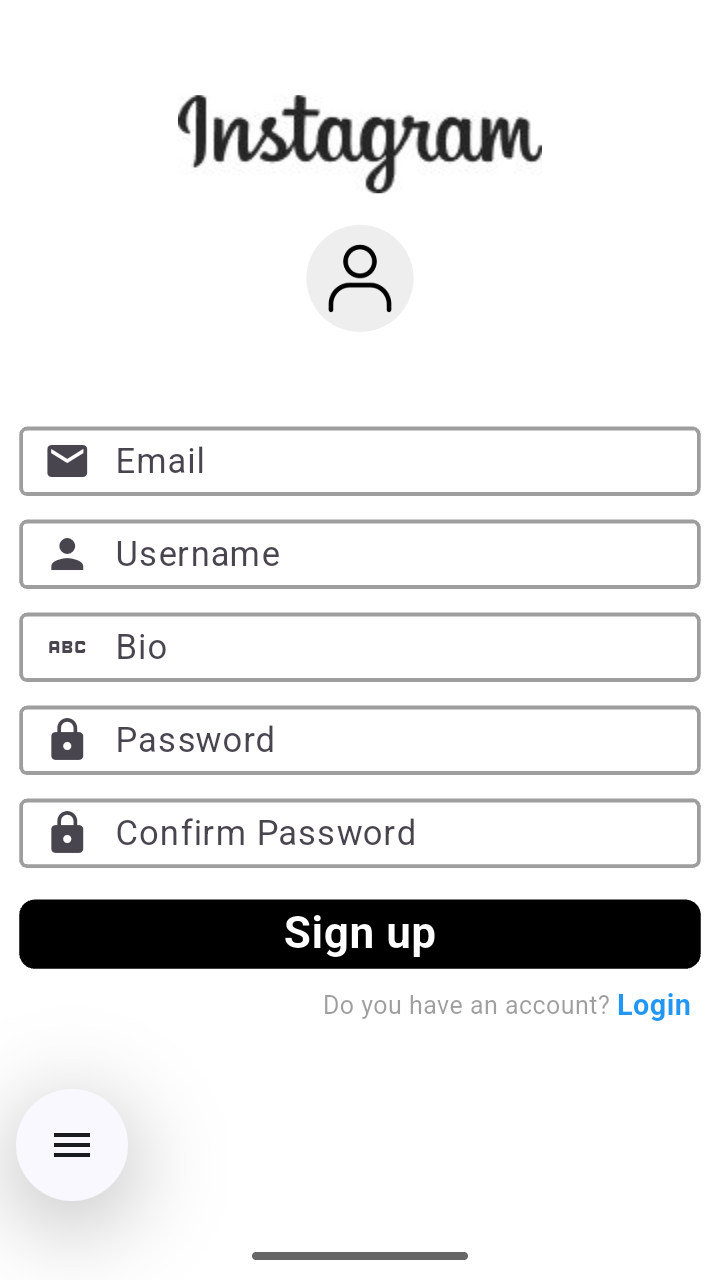 Instagram
Email
Username
ABC
Bio
Password
Confirm Password
Sign up
Do you have an account? Login